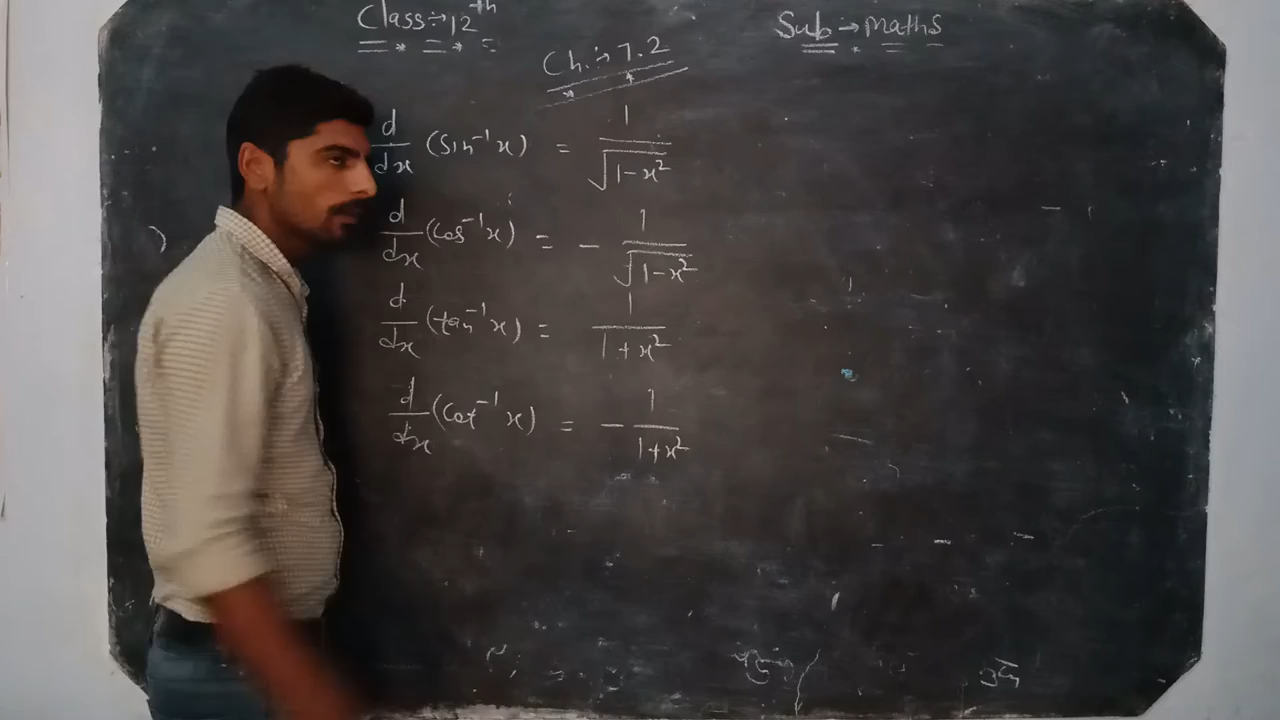 Class:-12th
Sub → Maths
Ch.:-7.2
d/dx (Sin⁻¹x) = 1/√(1-x²)
d/dx (Cos⁻¹x) = - 1/√(1-x²)
d/dx (tan⁻¹x) = 1/(1+x²)
d/dx (Cot⁻¹x) = - 1/(1+x²)